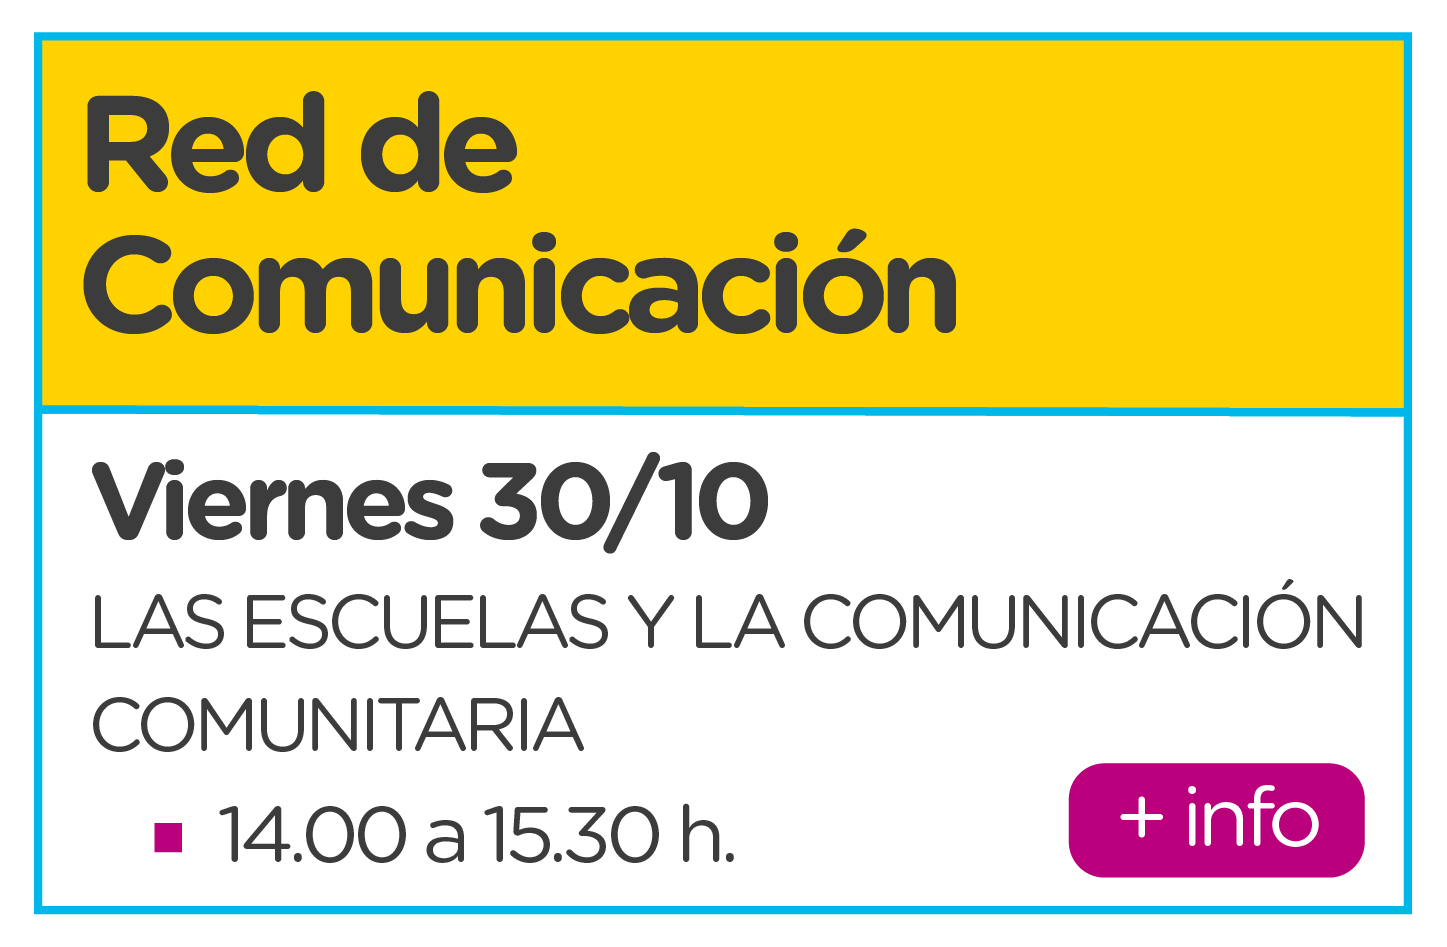 Red de
Comunicación
Viernes 30/10
LAS ESCUELAS Y LA COMUNICACIÓN
COMUNITARIA
14.00 a 15.30 h.
+ info